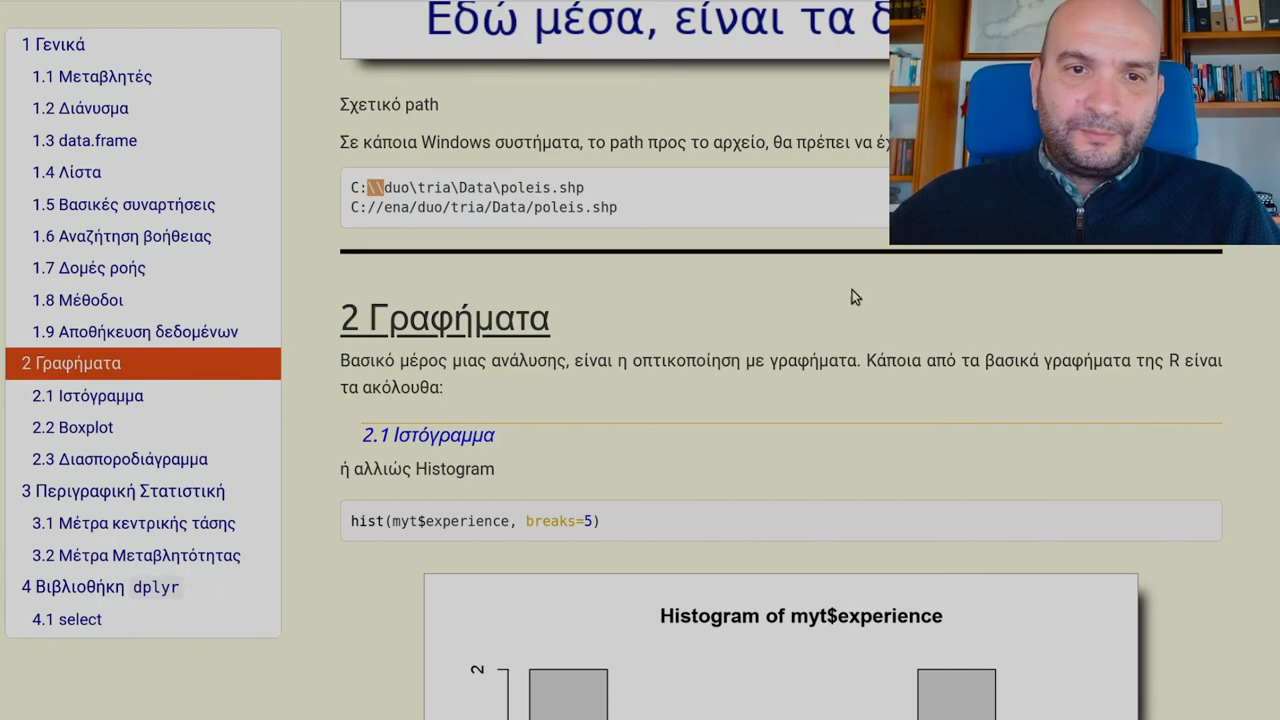 1 Γενικά
1.1 Μεταβλητές
1.2 Διάνυσμα
1.3 data.frame
1.4 Λίστα
1.5 Βασικές συναρτήσεις
1.6 Αναζήτηση βοήθειας
1.7 Δομές ροής
1.8 Μέθοδοι
1.9 Αποθήκευση δεδομένων
2 Γραφήματα
2.1 Ιστόγραμμα
2.2 Boxplot
2.3 Διασποροδιάγραμμα
3 Περιγραφική Στατιστική
3.1 Μέτρα κεντρικής τάσης
3.2 Μέτρα Μεταβλητότητας
4 Βιβλιοθήκη dplyr
4.1 select
Εδώ μέσα, είναι τα
Σχετικό path
Σε κάποια Windows συστήματα, το path προς το αρχείο, θα πρέπει να
C:\\duo\tria\Data\poleis.shp
C://ena/duo/tria/Data/poleis.shp
2 Γραφήματα
Βασικό μέρος μιας ανάλυσης, είναι η οπτικοποίηση με γραφήματα. Κάποια από τα βασικά γραφήματα της R είναι
τα ακόλουθα:
2.1 Ιστόγραμμα
ή αλλιώς Histogram
hist(myt$experience, breaks=5)
Histogram of myt$experience
2